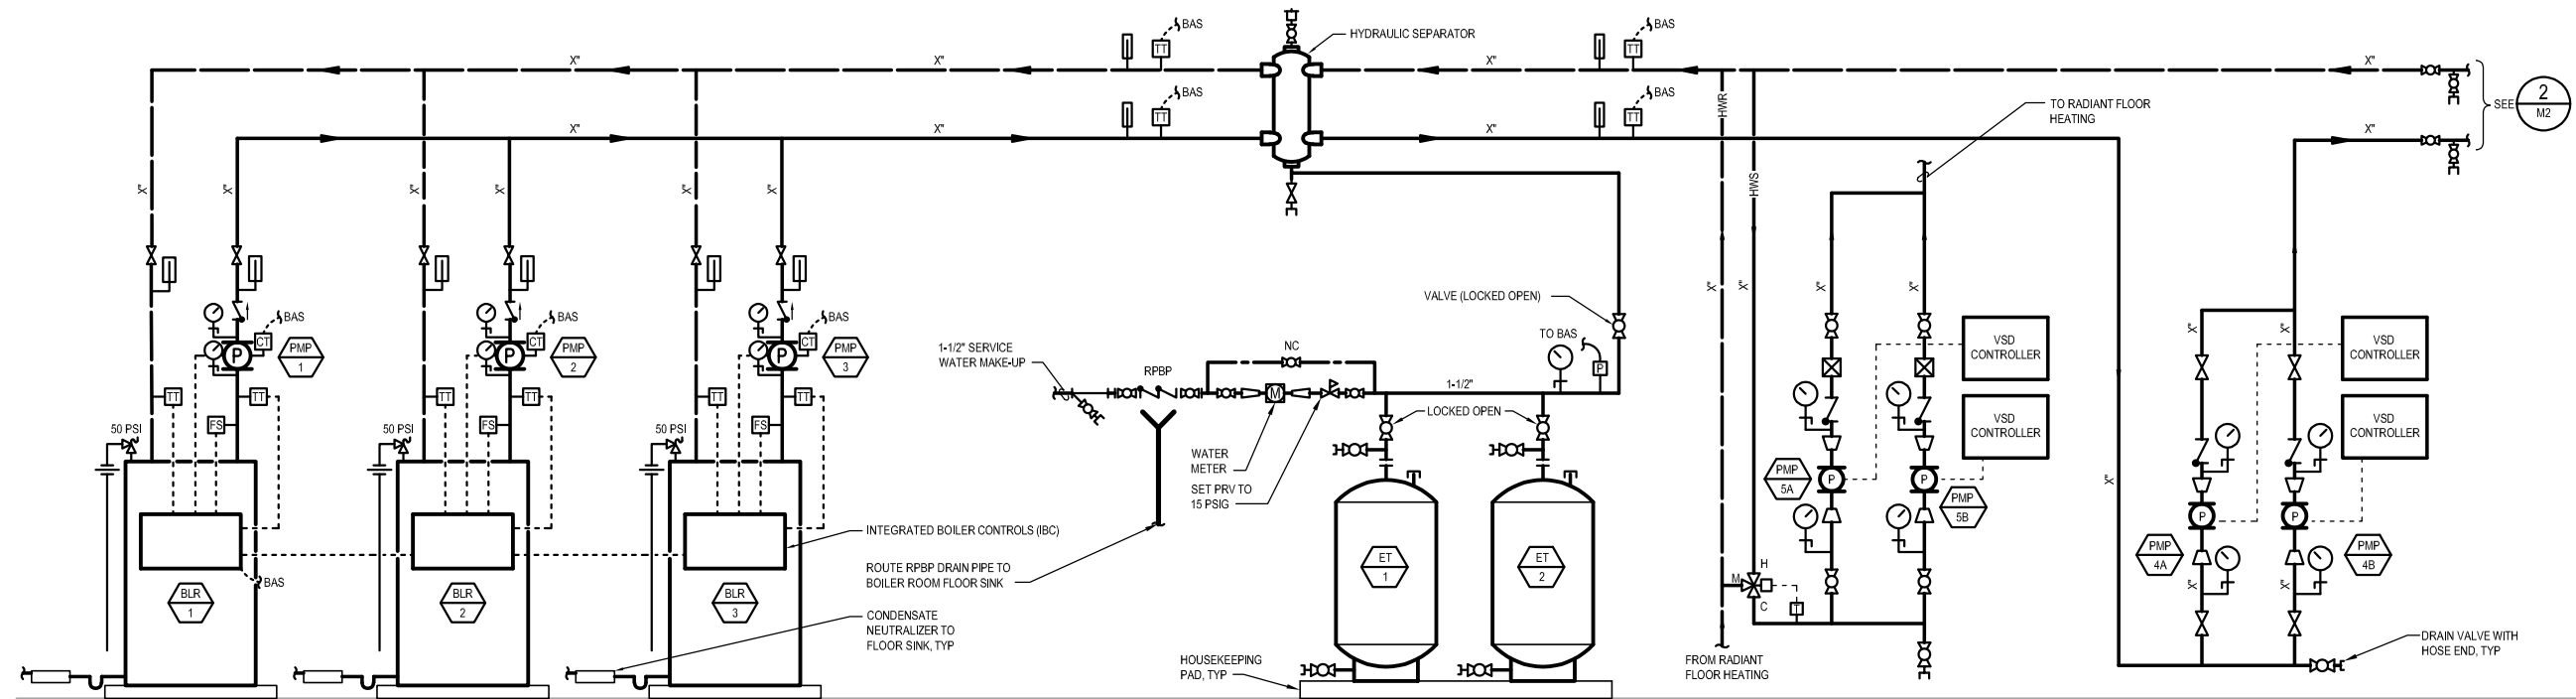 BAS
BAS
HYDRAULIC SEPARATOR
TT
TT
X"
X"
X"
X"
X"
BAS
BAS
TO RADIANT FLOOR
HEATING
SEE
2
M2
TT
TT
X"
X"
X"
X"
X"
HWR
HWS
X"
X"
X"
X"
X"
X"
VALVE (LOCKED OPEN)
X"
X"
X"
X"
BAS
BAS
BAS
CT
CT
CT
P
P
P
PMP
1
PMP
2
PMP
3
1-1/2" SERVICE
WATER MAKE-UP
RPBP
NC
TO BAS
P
1-1/2"
M
VSD
CONTROLLER
VSD
CONTROLLER
X"
X"
VSD
CONTROLLER
VSD
CONTROLLER
TT
TT
TT
TT
TT
TT
FS
FS
FS
50 PSI
50 PSI
50 PSI
LOCKED OPEN
WATER
METER
SET PRV TO
15 PSIG
PMP
5A
P
P
PMP
5B
X"
P
P
PMP
4A
PMP
4B
INTEGRATED BOILER CONTROLS (IBC)
ROUTE RPBP DRAIN PIPE TO
BOILER ROOM FLOOR SINK
BAS
BLR
1
BLR
2
BLR
3
ET
1
ET
2
H
M
C
T
X"
X"
CONDENSATE
NEUTRALIZER TO
FLOOR SINK, TYP
HOUSEKEEPING
PAD, TYP
FROM RADIANT
FLOOR HEATING
DRAIN VALVE WITH
HOSE END, TYP